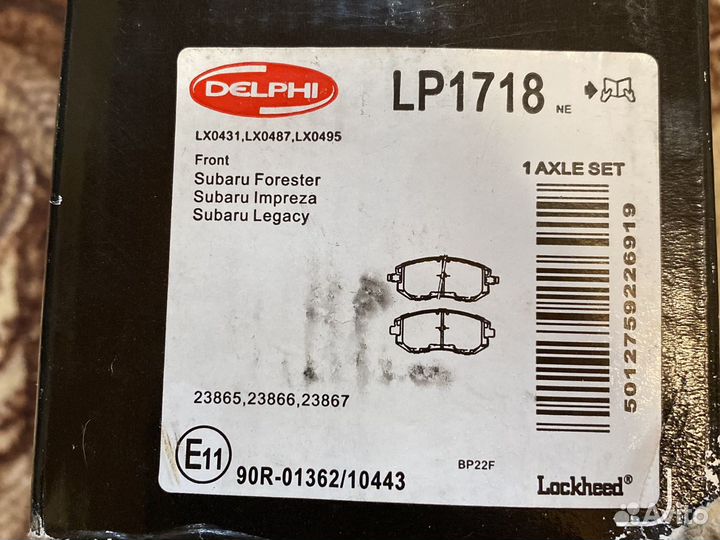 DELPHI
LP1718 NE
LX0431,LX0487,LX0495
Front
Subaru Forester
Subaru Impreza
Subaru Legacy
1 AXLE SET
5012759226919
23865,23866,23867
E11
90R-01362/10443
BP22F
Lockheed®
Avito